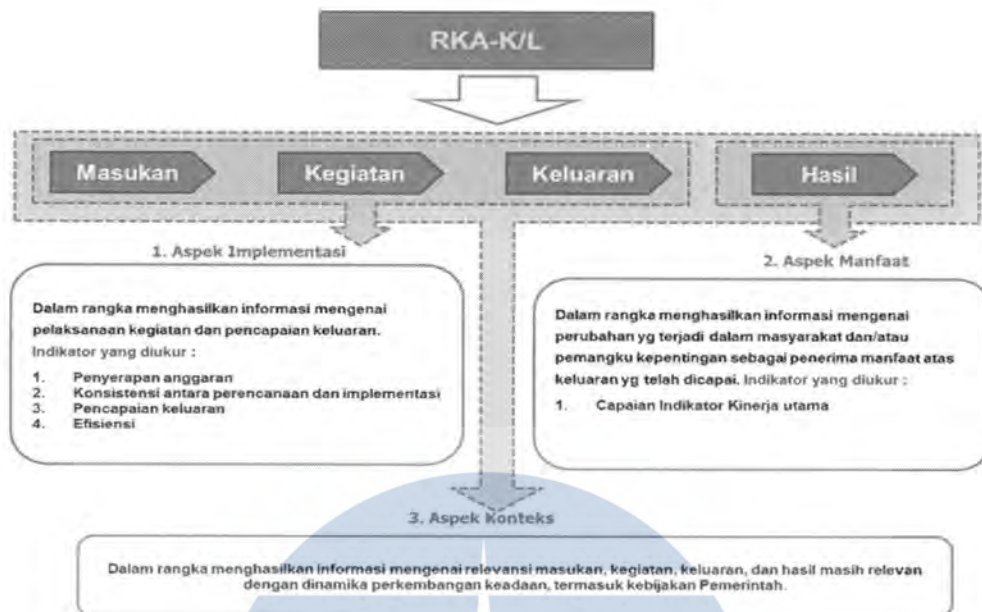 RKA-K/L
Masukan
Kegiatan
Keluaran
Hasil
1. Aspek Implementasi
Dalam rangka menghasilkan informasi mengenai
pelaksanaan kegiatan dan pencapaian keluaran.
Indikator yang diukur :
1. Penyerapan anggaran
2. Konsistensi antara perencanaan dan implementasi
3. Pencapaian keluaran
4. Efisiensi
2. Aspek Manfaat
Dalam rangka menghasilkan informasi mengenai
perubahan yg terjadi dalam masyarakat dan/atau
pemangku kepentingan sebagai penerima manfaat atas
keluaran yg telah dicapai. Indikator yang diukur :
1. Capaian Indikator Kinerja utama
3. Aspek Konteks
Dalam rangka menghasilkan informasi mengenai relevansi masukan, kegiatan, keluaran, dan hasil masih relevan
dengan dinamika perkembangan keadaan, termasuk kebijakan Pemerintah.